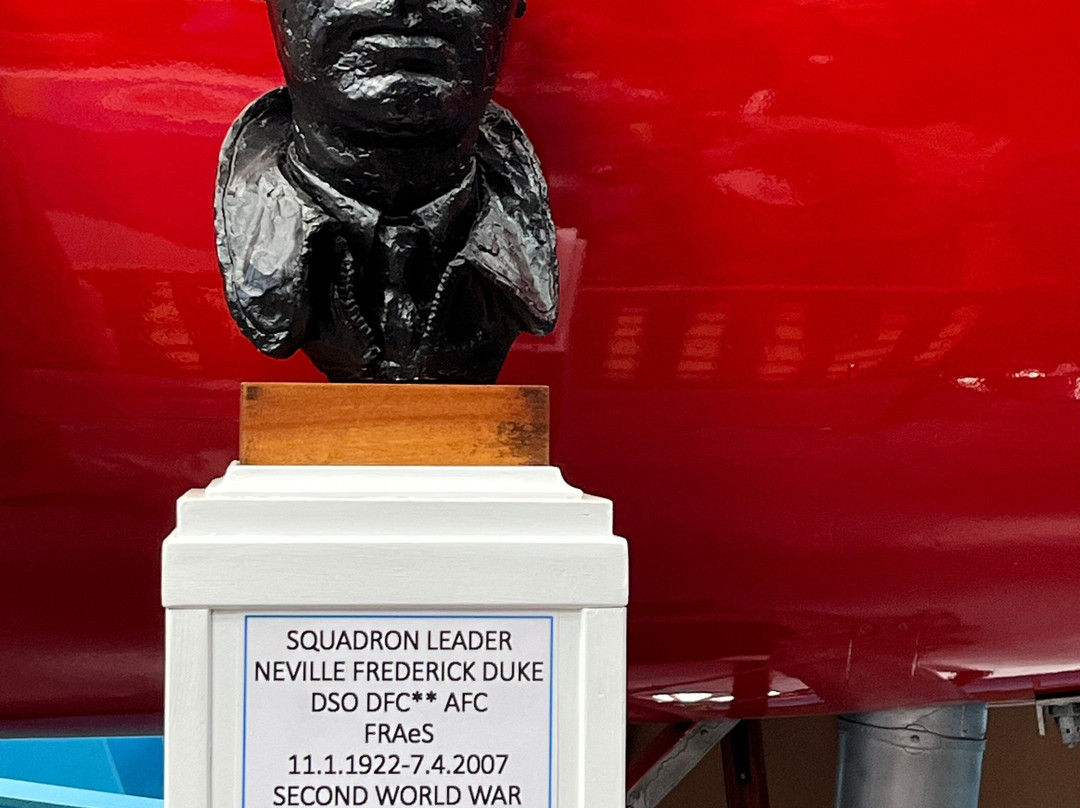 SQUADRON LEADER
NEVILLE FREDERICK DUKE
DSO DFC** AFC
FRAeS
11.1.1922-7.4.2007
SECOND WORLD WAR